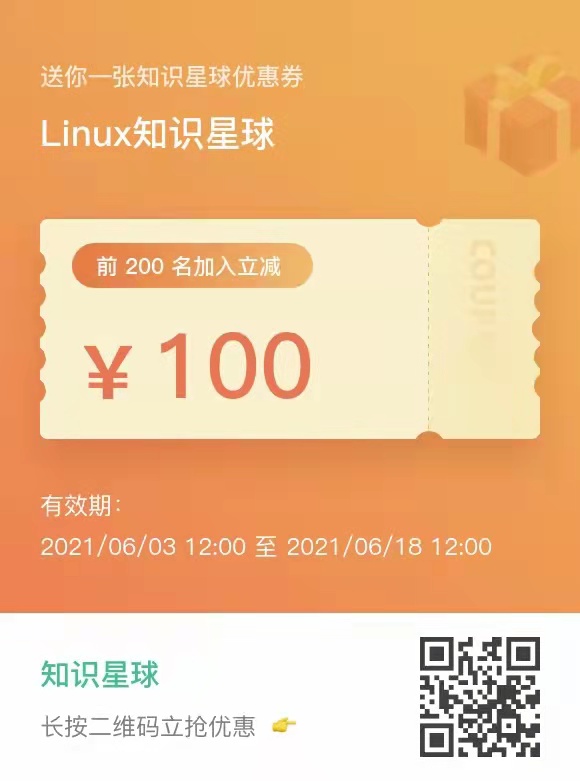 送你一张知识星球优惠券
Linux知识星球
前 200 名加入立减
¥ 100
有效期：
2021/06/03 12:00 至 2021/06/18 12:00
知识星球
长按二维码立抢优惠 👉